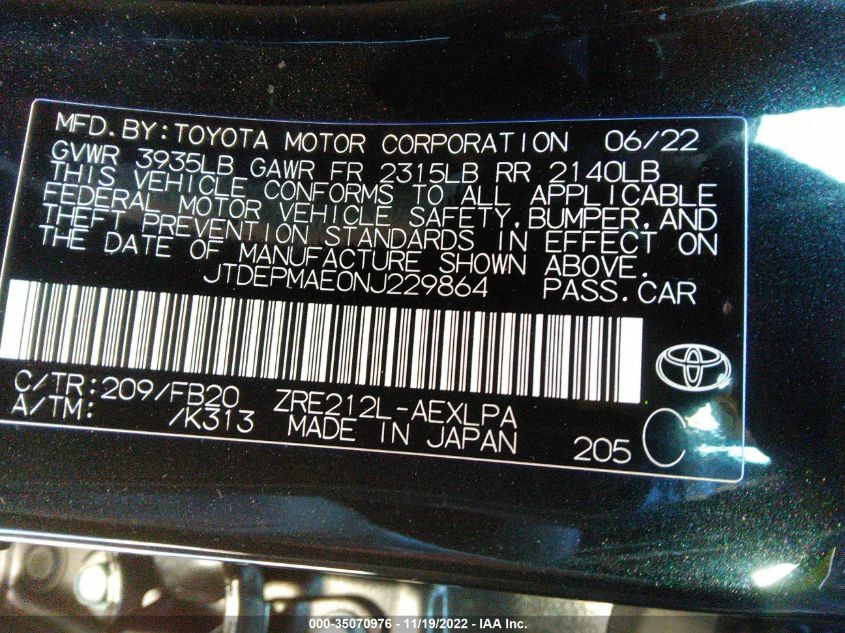 MFD.BY:TOYOTA MOTOR CORPORATION 06/22
GVWR 3935LB GAWR FR 2315LB RR 2140LB
THIS VEHICLE CONFORMS TO ALL APPLICABLE
FEDERAL MOTOR VEHICLE SAFETY,BUMPER,AND
THEFT PREVENTION STANDARDS IN EFFECT ON
THE DATE OF MANUFACTURE SHOWN ABOVE.
JTDEPMAE0NJ229864 PASS.CAR
C/TR:209/FB20 ZRE212L-AEXLPA
A/TM: /K313 MADE IN JAPAN 205 C
000-35070976 - 11/19/2022 - IAA Inc.